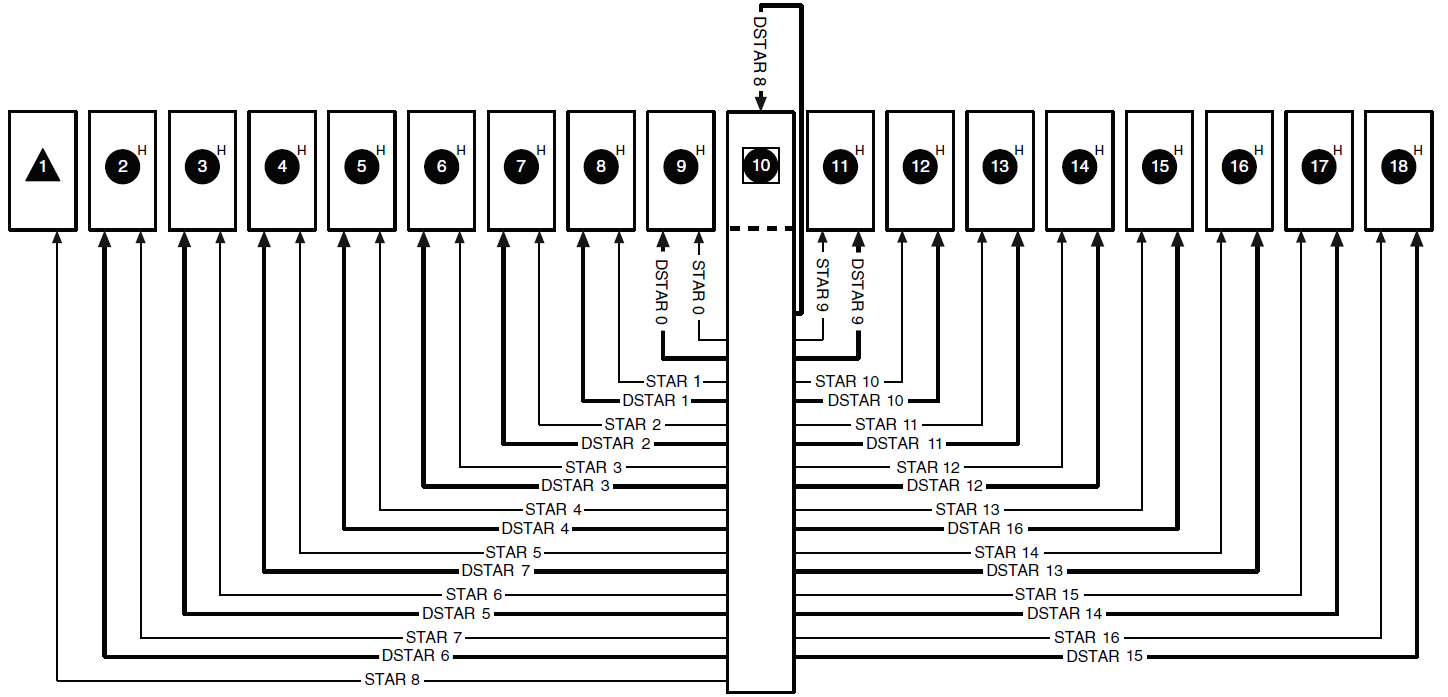 DSTAR 8
H H H H H H H H H H H H H H H H
1 2 3 4 5 6 7 8 9 10 11 12 13 14 15 16 17 18
DSTAR 0 STAR 0 STAR 9 DSTAR 9
STAR 1 STAR 10
DSTAR 1 DSTAR 10
STAR 2 STAR 11
DSTAR 2 DSTAR 11
STAR 3 STAR 12
DSTAR 3 DSTAR 12
STAR 4 STAR 13
DSTAR 4 DSTAR 16
STAR 5 STAR 14
DSTAR 7 DSTAR 13
STAR 6 STAR 15
DSTAR 5 DSTAR 14
STAR 7 STAR 16
DSTAR 6 DSTAR 15
STAR 8